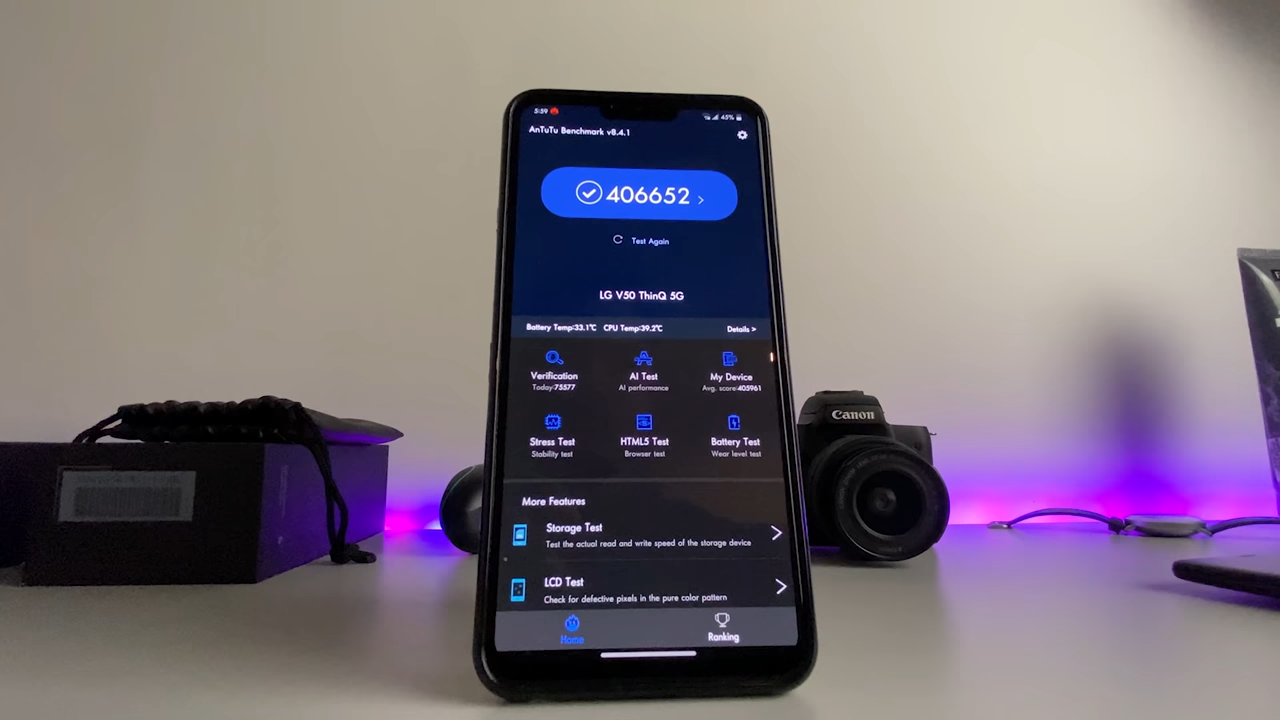 5:59
45%
AnTuTu Benchmark v8.4.1
406652 >
Test Again
LG V50 ThinQ 5G
Battery Temp:33.1℃ CPU Temp:39.2℃ Details >
Verification AI Test My Device
Today:75577 AI performance Avg. score:405961
Stress Test HTML5 Test Battery Test
Stability test Browser test Wear level test
More Features
Storage Test
Test the actual read and write speed of the storage device
LCD Test
Check for defective pixels in the pure color pattern
Home Ranking
Canon